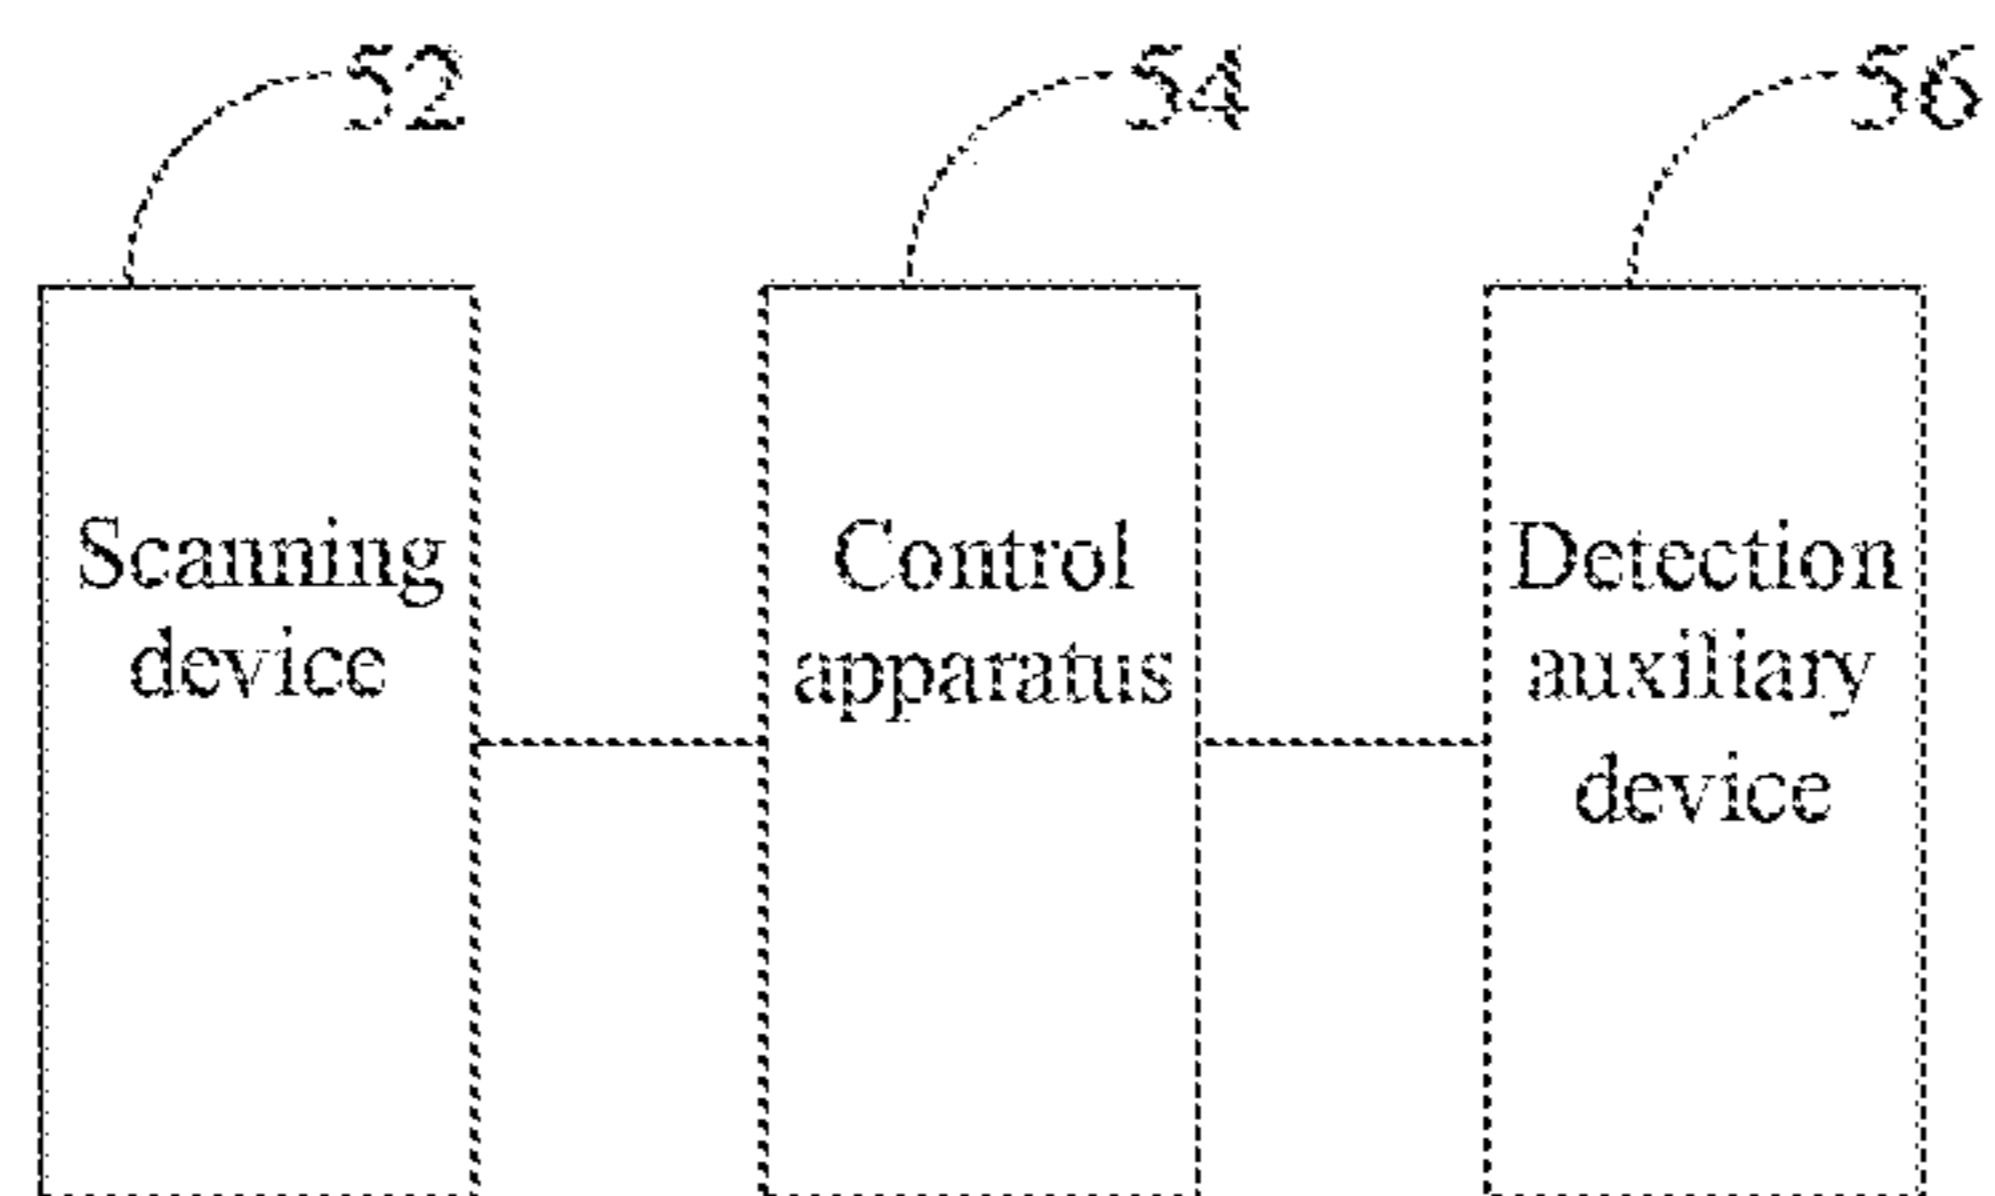 52
54
56
Scanning
device
Control
apparatus
Detection
auxiliary
device